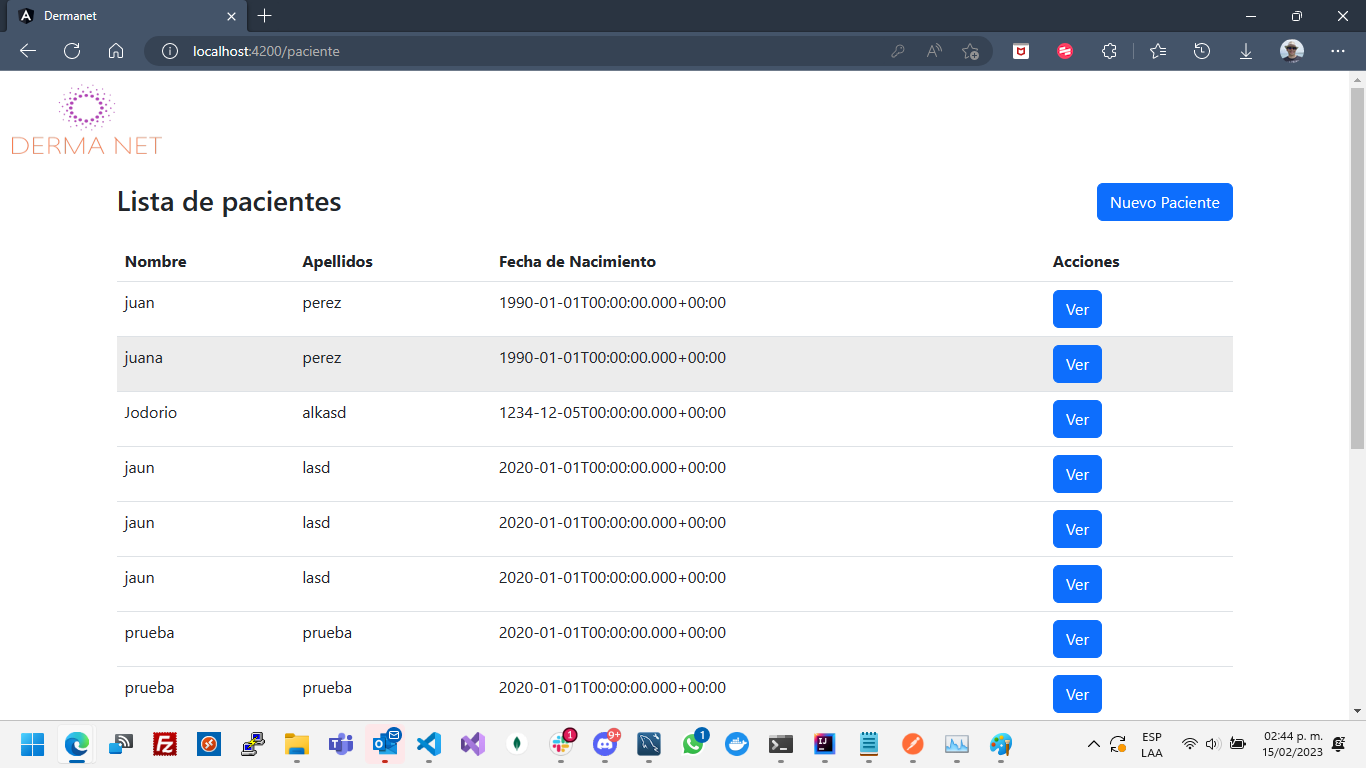 Dermanet
localhost:4200/paciente
DERMA NET
Lista de pacientes
Nuevo Paciente
Nombre Apellidos Fecha de Nacimiento Acciones
juan perez 1990-01-01T00:00:00.000+00:00 Ver
juana perez 1990-01-01T00:00:00.000+00:00 Ver
Jodorio alkasd 1234-12-05T00:00:00.000+00:00 Ver
jaun lasd 2020-01-01T00:00:00.000+00:00 Ver
jaun lasd 2020-01-01T00:00:00.000+00:00 Ver
jaun lasd 2020-01-01T00:00:00.000+00:00 Ver
prueba prueba 2020-01-01T00:00:00.000+00:00 Ver
prueba prueba 2020-01-01T00:00:00.000+00:00 Ver
1 9+ 1
ESP 02:44 p. m.
LAA 15/02/2023